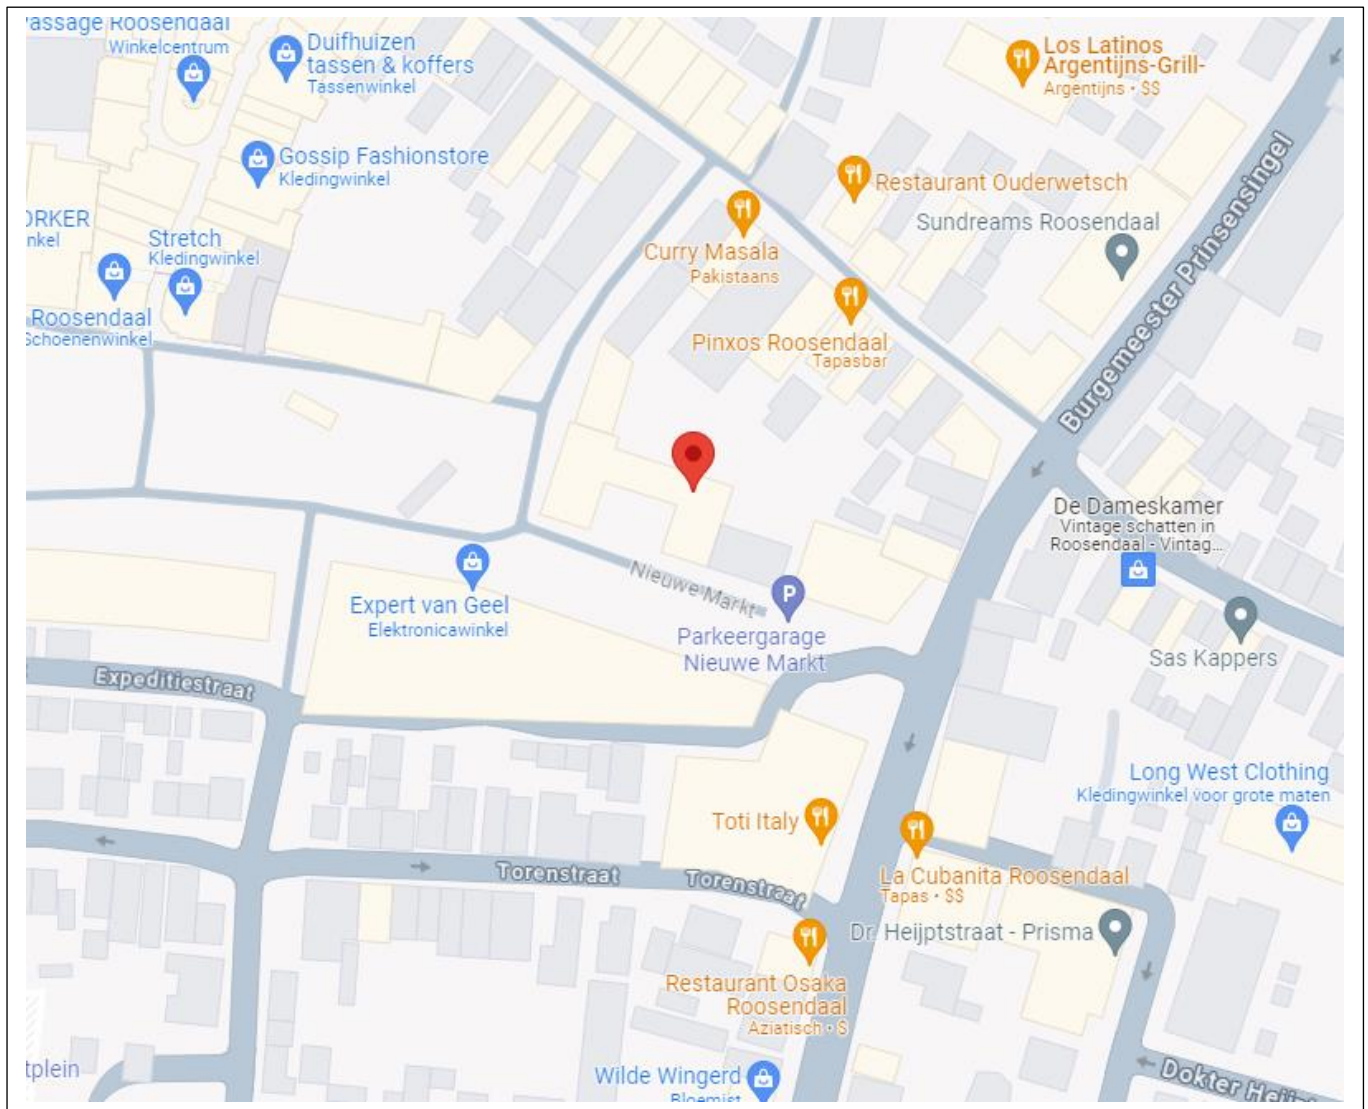 assage Roosendaal
Winkelcentrum
Duifhuizen
tassen & koffers
Tassenwinkel
Los Latinos
Argentijns-Grill-
Argentijns • $$
Gossip Fashionstore
Kledingwinkel
Restaurant Ouderwetsch
Burgemeester Prinsensingel
ORKER
nkel
Stretch
Kledingwinkel
Sundreams Roosendaal
Curry Masala
Pakistaans
Roosendaal
Schoenenwinkel
Pinxos Roosendaal
Tapasbar
De Dameskamer
Vintage schatten in
Roosendaal - Vintag...
Nieuwe Markt
P
Expert van Geel
Elektronicawinkel
Parkeergarage
Nieuwe Markt
Sas Kappers
Expeditiestraat
Long West Clothing
Kledingwinkel voor grote maten
Toti Italy
Torenstraat
Torenstraat
La Cubanita Roosendaal
Tapas • $$
Dr. Heijptstraat - Prisma
Restaurant Osaka
Roosendaal
Aziatisch • $
tplein
Wilde Wingerd
Bloemist
Dokter Heijpt